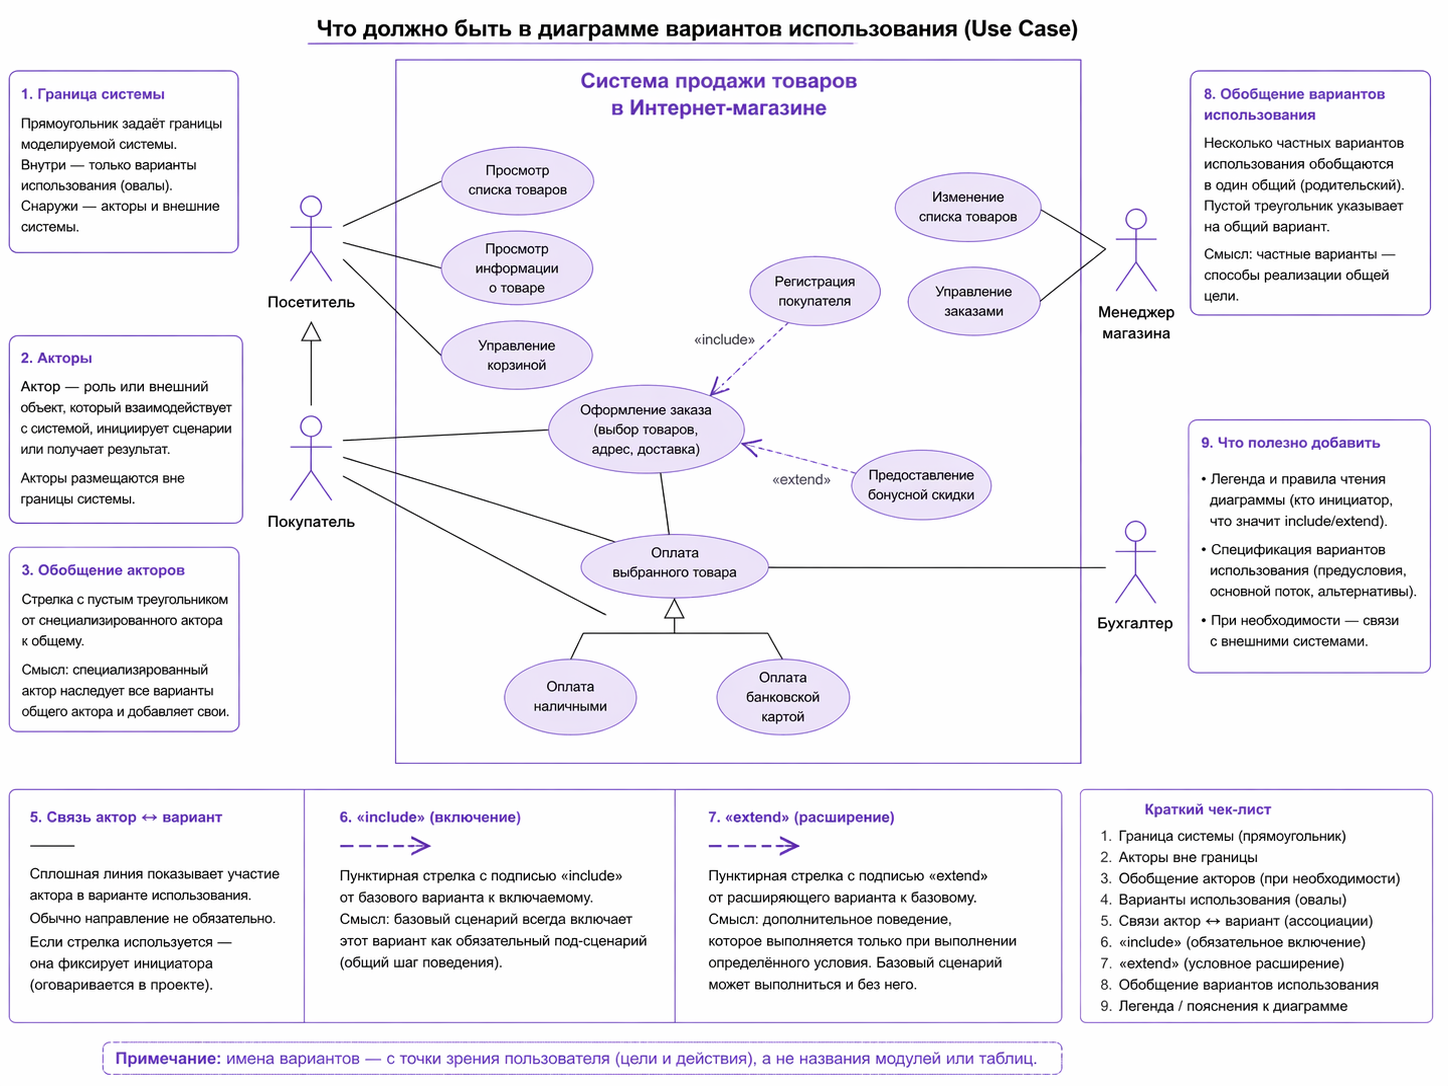 Что должно быть в диаграмме вариантов использования (Use Case)
1. Граница системы
Прямоугольник задаёт границы
моделируемой системы.
Внутри — только варианты
использования (овалы).
Снаружи — акторы и внешние
системы.
2. Акторы
Актор — роль или внешний
объект, который взаимодействует
с системой, инициирует сценарии
или получает результат.
Акторы размещаются вне
границы системы.
3. Обобщение акторов
Стрелка с пустым треугольником
от специализированного актора
к общему.
Смысл: специализированный
актор наследует все варианты
общего актора и добавляет свои.
Посетитель
Покупатель
Система продажи товаров
в Интернет-магазине
Просмотр
списка товаров
Просмотр
информации
о товаре
Управление
корзиной
Изменение
списка товаров
Регистрация
покупателя
Управление
заказами
«include»
Оформление заказа
(выбор товаров,
адрес, доставка)
«extend»
Предоставление
бонусной скидки
Оплата
выбранного товара
Оплата
наличными
Оплата
банковской
картой
Менеджер
магазина
Бухгалтер
8. Обобщение вариантов
использования
Несколько частных вариантов
использования обобщаются
в один общий (родительский).
Пустой треугольник указывает
на общий вариант.
Смысл: частные варианты —
способы реализации общей
цели.
9. Что полезно добавить
• Легенда и правила чтения
диаграммы (кто инициатор,
что значит include/extend).
• Спецификация вариантов
использования (предусловия,
основной поток, альтернативы).
• При необходимости — связи
с внешними системами.
5. Связь актор ↔ вариант
Сплошная линия показывает участие
актора в варианте использования.
Обычно направление не обязательно.
Если стрелка используется —
она фиксирует инициатора
(оговаривается в проекте).
6. «include» (включение)
Пунктирная стрелка с подписью «include»
от базового варианта к включаемому.
Смысл: базовый сценарий всегда включает
этот вариант как обязательный под-сценарий
(общий шаг поведения).
7. «extend» (расширение)
Пунктирная стрелка с подписью «extend»
от расширяющего варианта к базовому.
Смысл: дополнительное поведение,
которое выполняется только при выполнении
определённого условия. Базовый сценарий
может выполниться и без него.
Краткий чек-лист
1. Граница системы (прямоугольник)
2. Акторы вне границы
3. Обобщение акторов (при необходимости)
4. Варианты использования (овалы)
5. Связи актор ↔ вариант (ассоциации)
6. «include» (обязательное включение)
7. «extend» (условное расширение)
8. Обобщение вариантов использования
9. Легенда / пояснения к диаграмме
Примечание: имена вариантов — с точки зрения пользователя (цели и действия), а не названия модулей или таблиц.